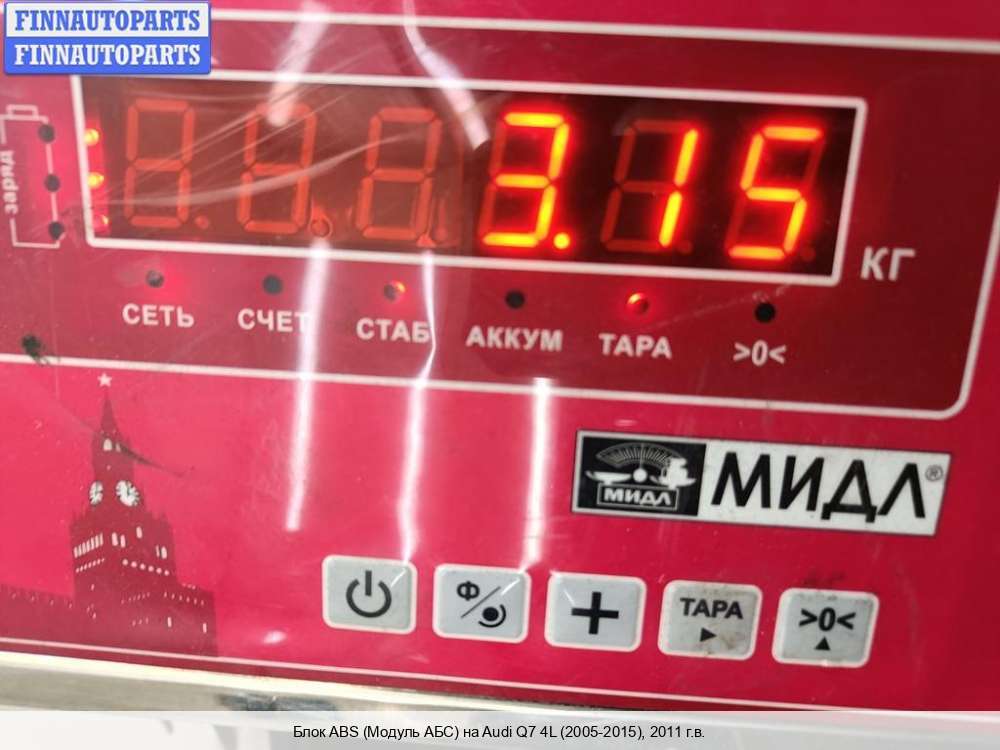 FINNAUTOPARTS
FINNAUTOPARTS
заряд
3.15
КГ
СЕТЬ СЧЕТ СТАБ АККУМ ТАРА >0<
МИДЛ МИДЛ®
Ф + ТАРА >0<
Блок ABS (Модуль АБС) на Audi Q7 4L (2005-2015), 2011 г.в.